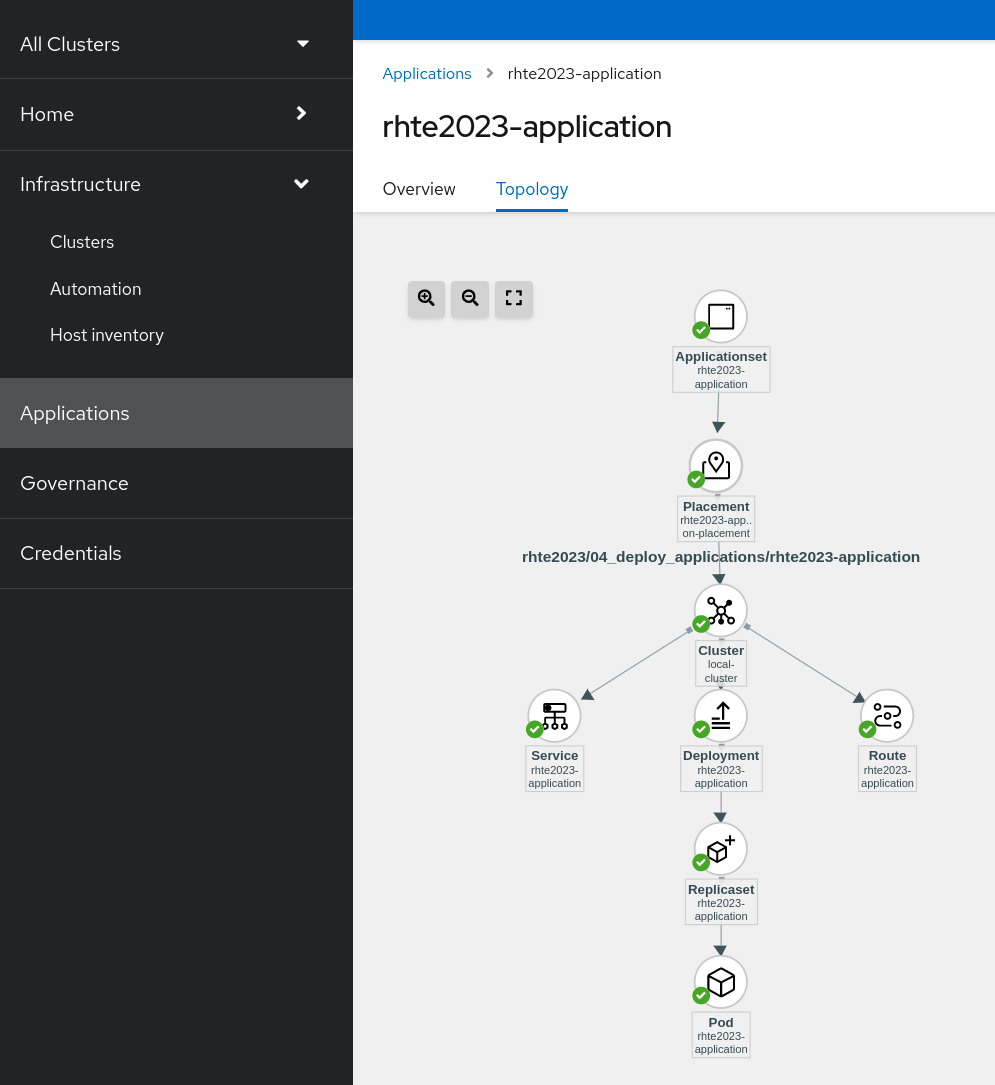 All Clusters
Home
Infrastructure
Clusters
Automation
Host inventory
Applications
Governance
Credentials
Applications rhte2023-application
rhte2023-application
Overview Topology
Applicationset
rhte2023-
application
Placement
rhte2023-app..
on-placement
rhte2023/04_deploy_applications/rhte2023-application
Cluster
local-
cluster
Service
rhte2023-
application
Deployment
rhte2023-
application
Route
rhte2023-
application
Replicaset
rhte2023-
application
Pod
rhte2023-
application